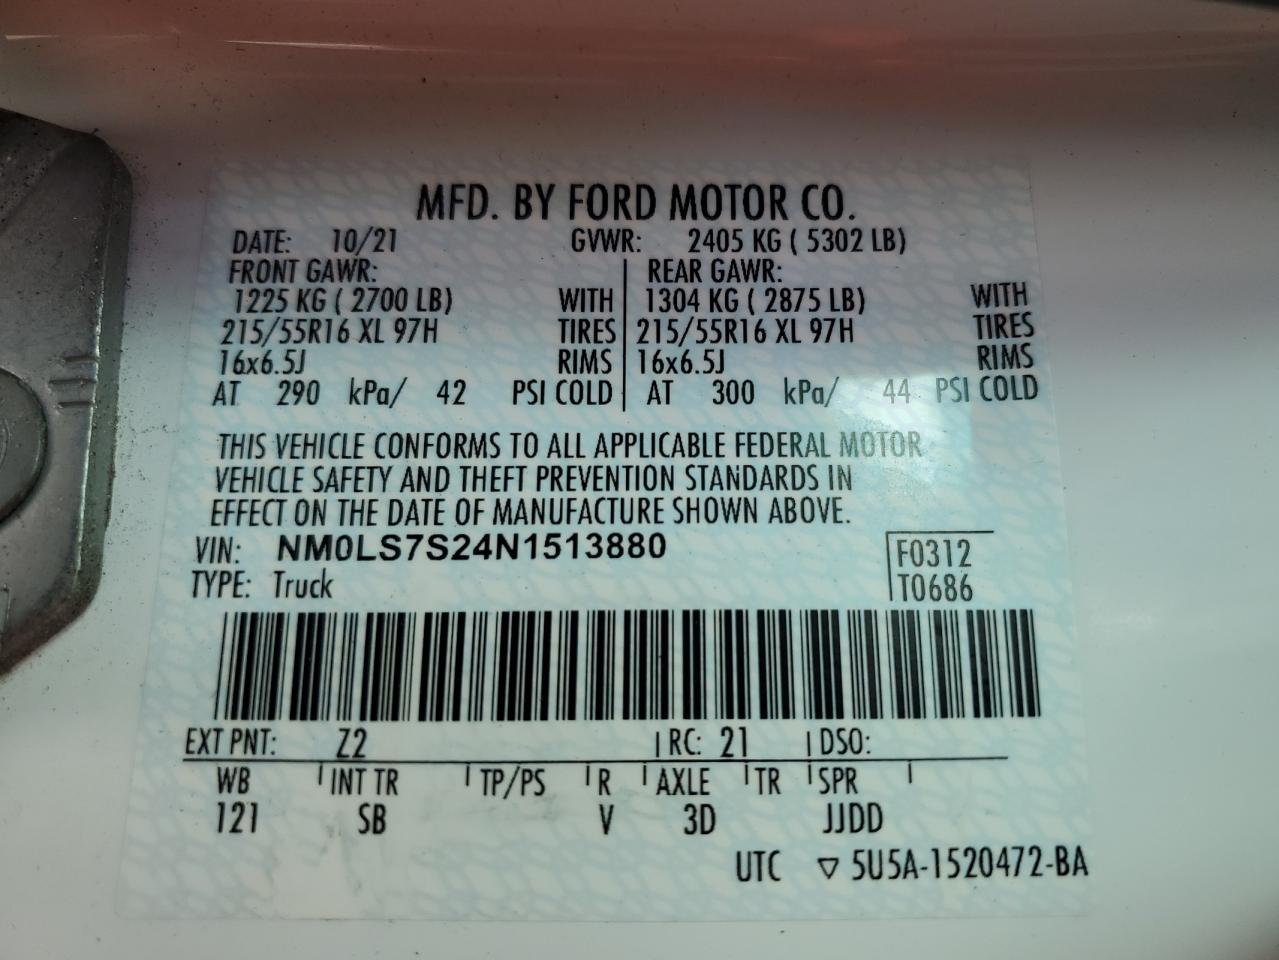 MFD. BY FORD MOTOR CO.
DATE: 10/21 GVWR: 2405 KG ( 5302 LB)
FRONT GAWR: REAR GAWR:
1225 KG ( 2700 LB) WITH 1304 KG ( 2875 LB) WITH
215/55R16 XL 97H TIRES 215/55R16 XL 97H TIRES
16x6.5J RIMS 16x6.5J RIMS
AT 290 kPa/ 42 PSI COLD AT 300 kPa/ 44 PSI COLD
THIS VEHICLE CONFORMS TO ALL APPLICABLE FEDERAL MOTOR
VEHICLE SAFETY AND THEFT PREVENTION STANDARDS IN
EFFECT ON THE DATE OF MANUFACTURE SHOWN ABOVE.
VIN: NM0LS7S24N1513880 F0312
TYPE: Truck T0686
EXT PNT: Z2 RC: 21 DSO:
WB INT TR TP/PS R AXLE TR SPR
121 SB V 3D JJDD
UTC ▽ 5U5A-1520472-BA